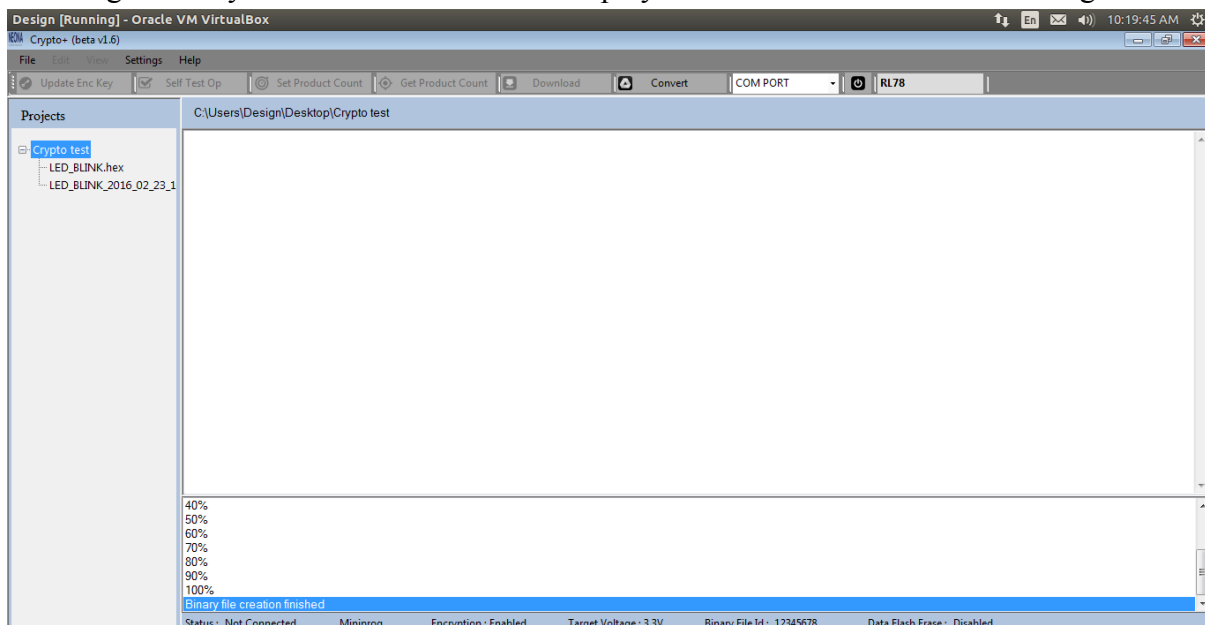 Design [Running] - Oracle VM VirtualBox En 10:19:45 AM
Crypto+ (beta v1.6)
File Edit View Settings Help
Update Enc Key Self Test Op Set Product Count Get Product Count Download Convert COM PORT RL78
Projects C:\Users\Design\Desktop\Crypto test
Crypto test
LED_BLINK.hex
LED_BLINK_2016_02_23_1
40%
50%
60%
70%
80%
90%
100%
Binary file creation finished
Status : Not Connected Miniprog Encryption : Enabled Target Voltage : 3.3V Binary File Id : 12345678 Data Flash Erase : Disabled